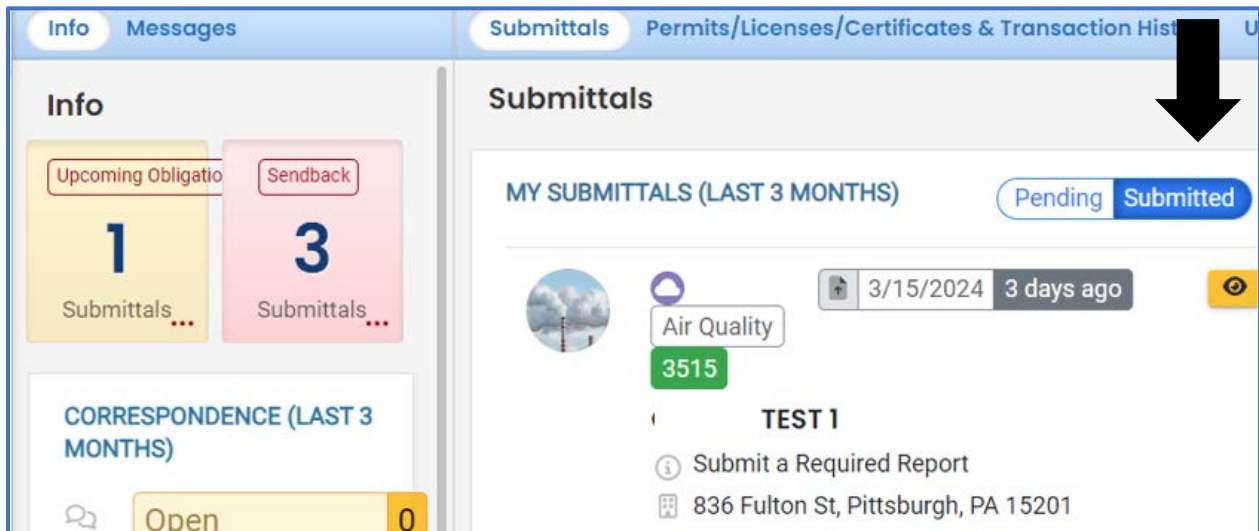 Info Messages
Submittals Permits/Licenses/Certificates & Transaction Hist U
Info
Upcoming Obligatio
1
Submittals...
Sendback
3
Submittals...
CORRESPONDENCE (LAST 3
MONTHS)
Open 0
Submittals
MY SUBMITTALS (LAST 3 MONTHS)
Pending Submitted
3/15/2024 3 days ago
Air Quality
3515
TEST 1
Submit a Required Report
836 Fulton St, Pittsburgh, PA 15201